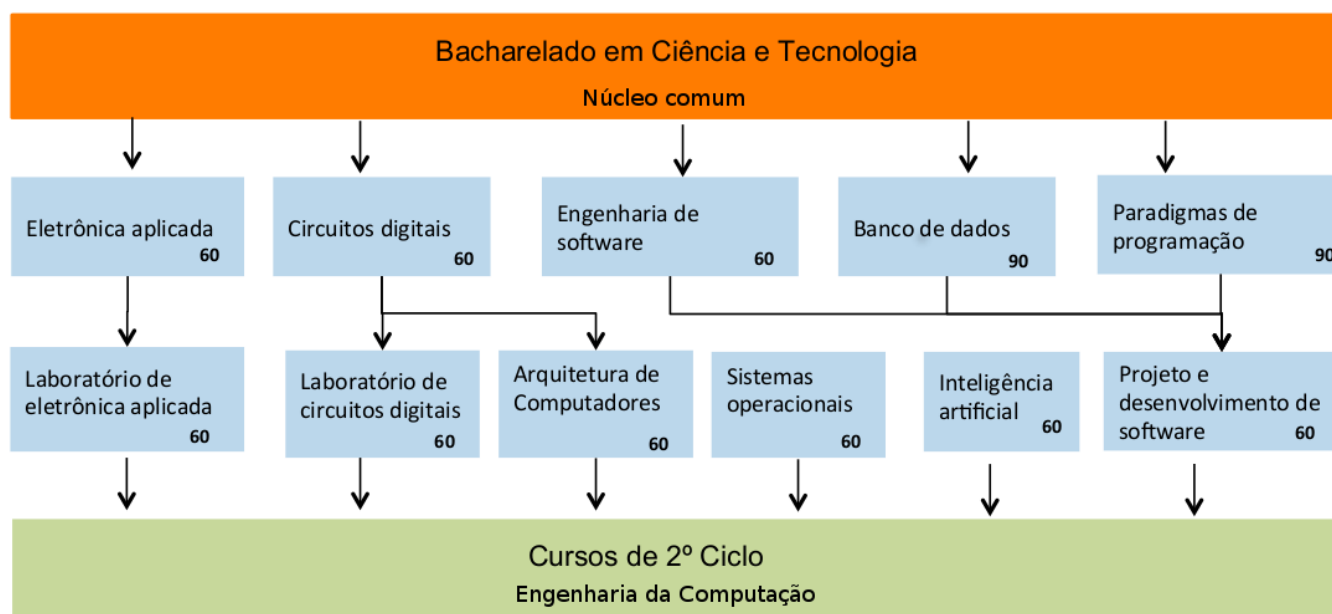 Bacharelado em Ciência e Tecnologia
Núcleo comum
Eletrônica aplicada
60
Circuitos digitais
60
Engenharia de
software
60
Banco de dados
90
Paradigmas de
programação
90
Laboratório de
eletrônica aplicada
60
Laboratório de
circuitos digitais
60
Arquitetura de
Computadores
60
Sistemas
operacionais
60
Inteligência
artificial
60
Projeto e
desenvolvimento de
software
60
Cursos de 2º Ciclo
Engenharia da Computação